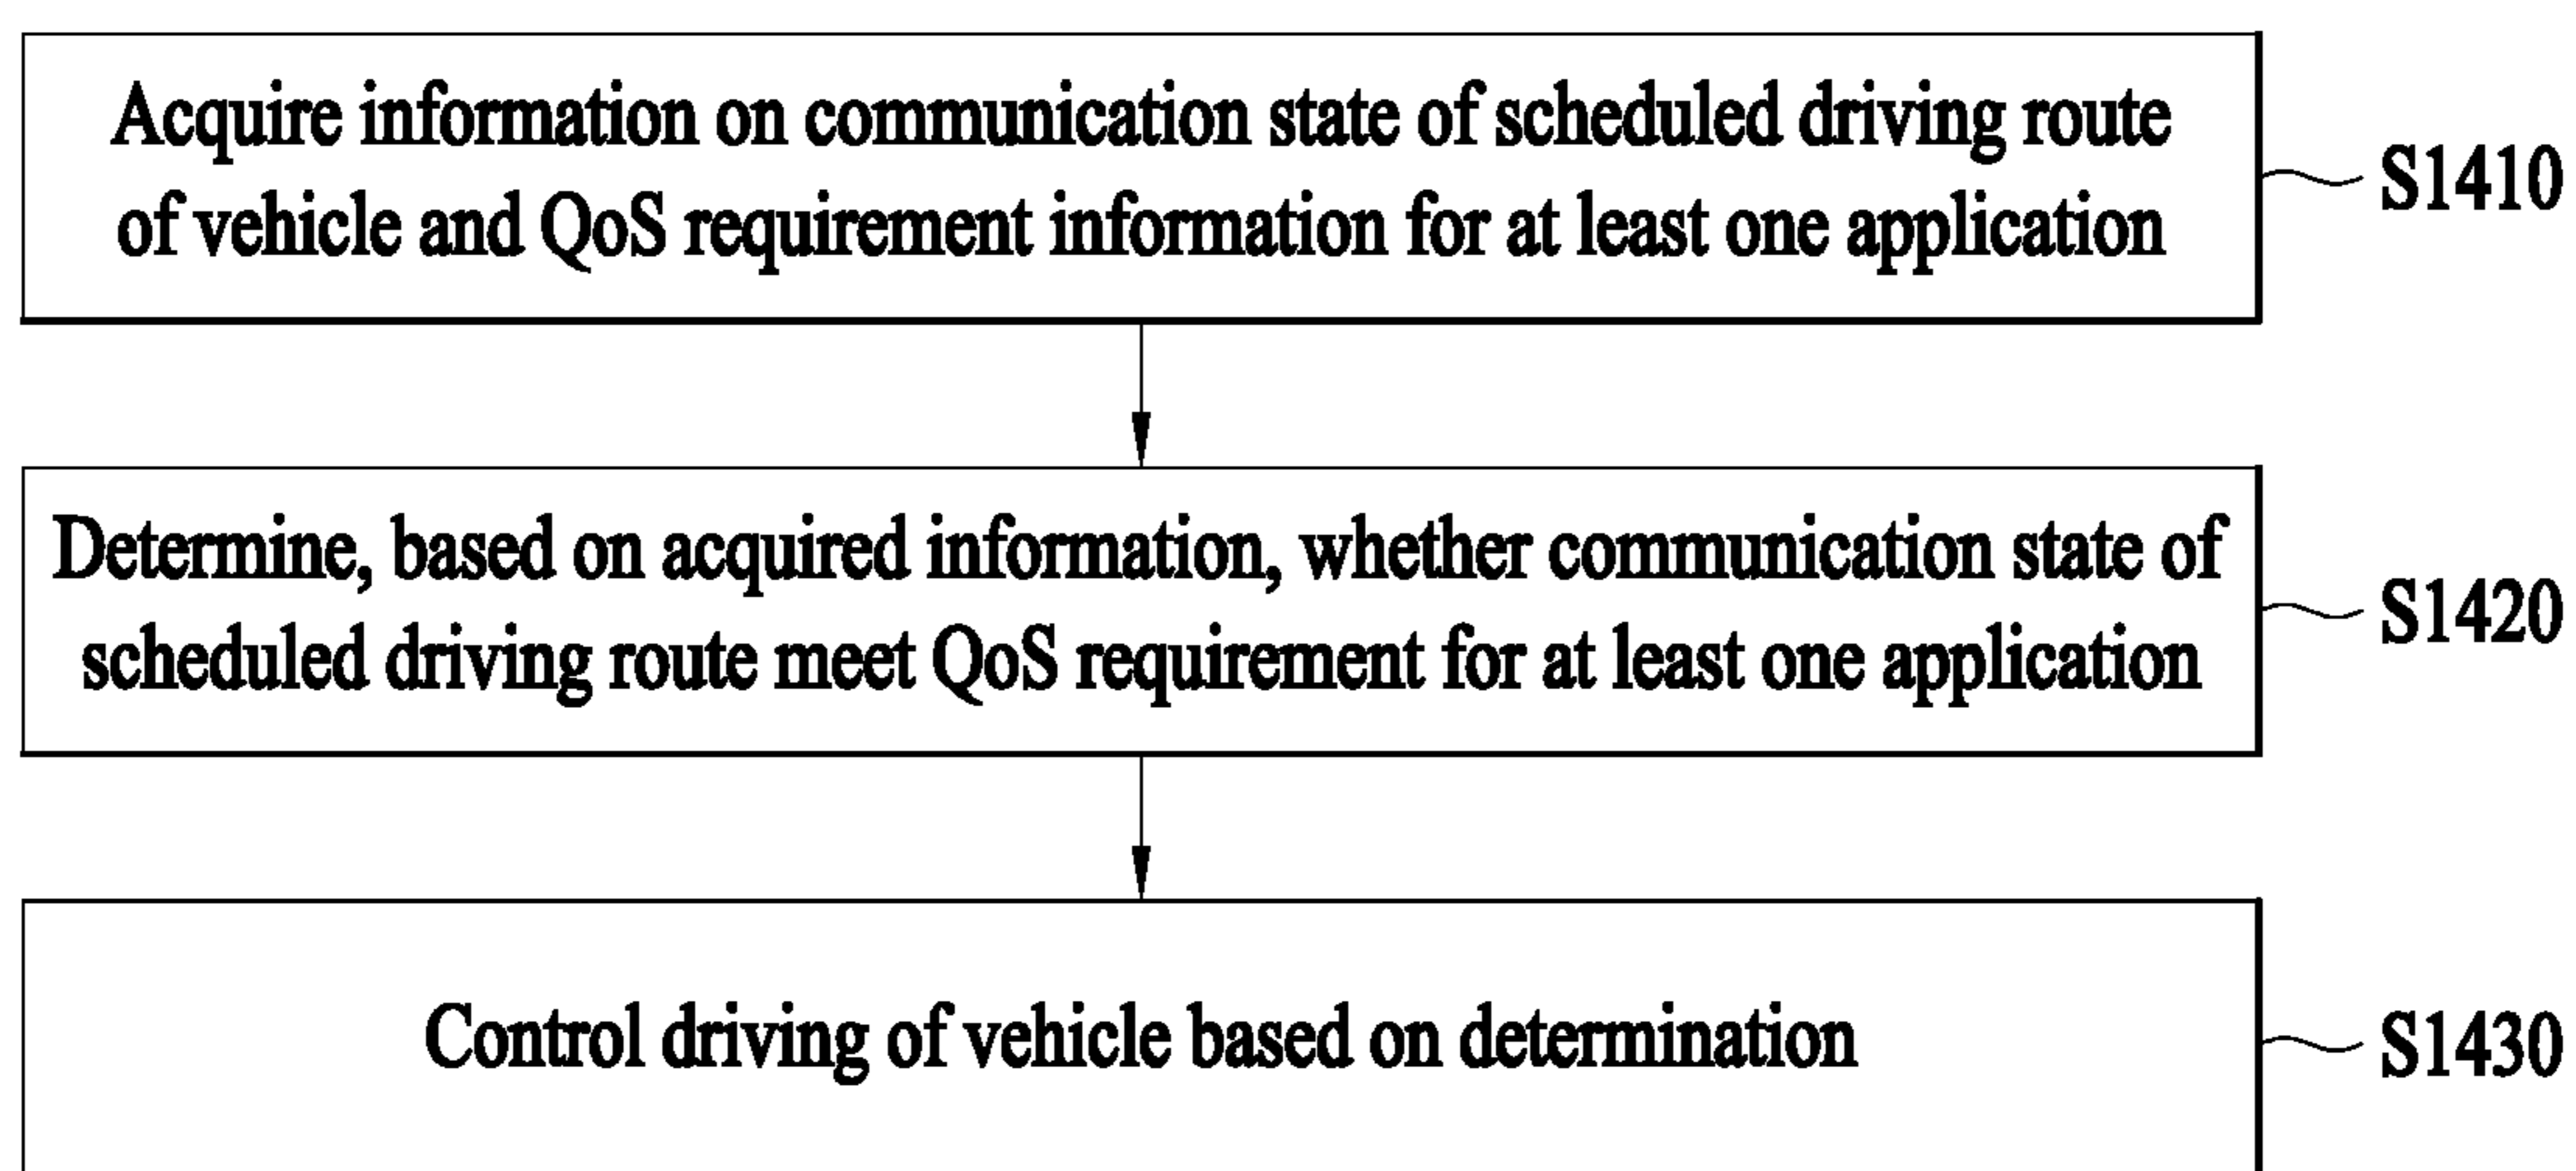 Acquire information on communication state of scheduled driving route
of vehicle and QoS requirement information for at least one application
S1410
Determine, based on acquired information, whether communication state of
scheduled driving route meet QoS requirement for at least one application
S1420
Control driving of vehicle based on determination
S1430